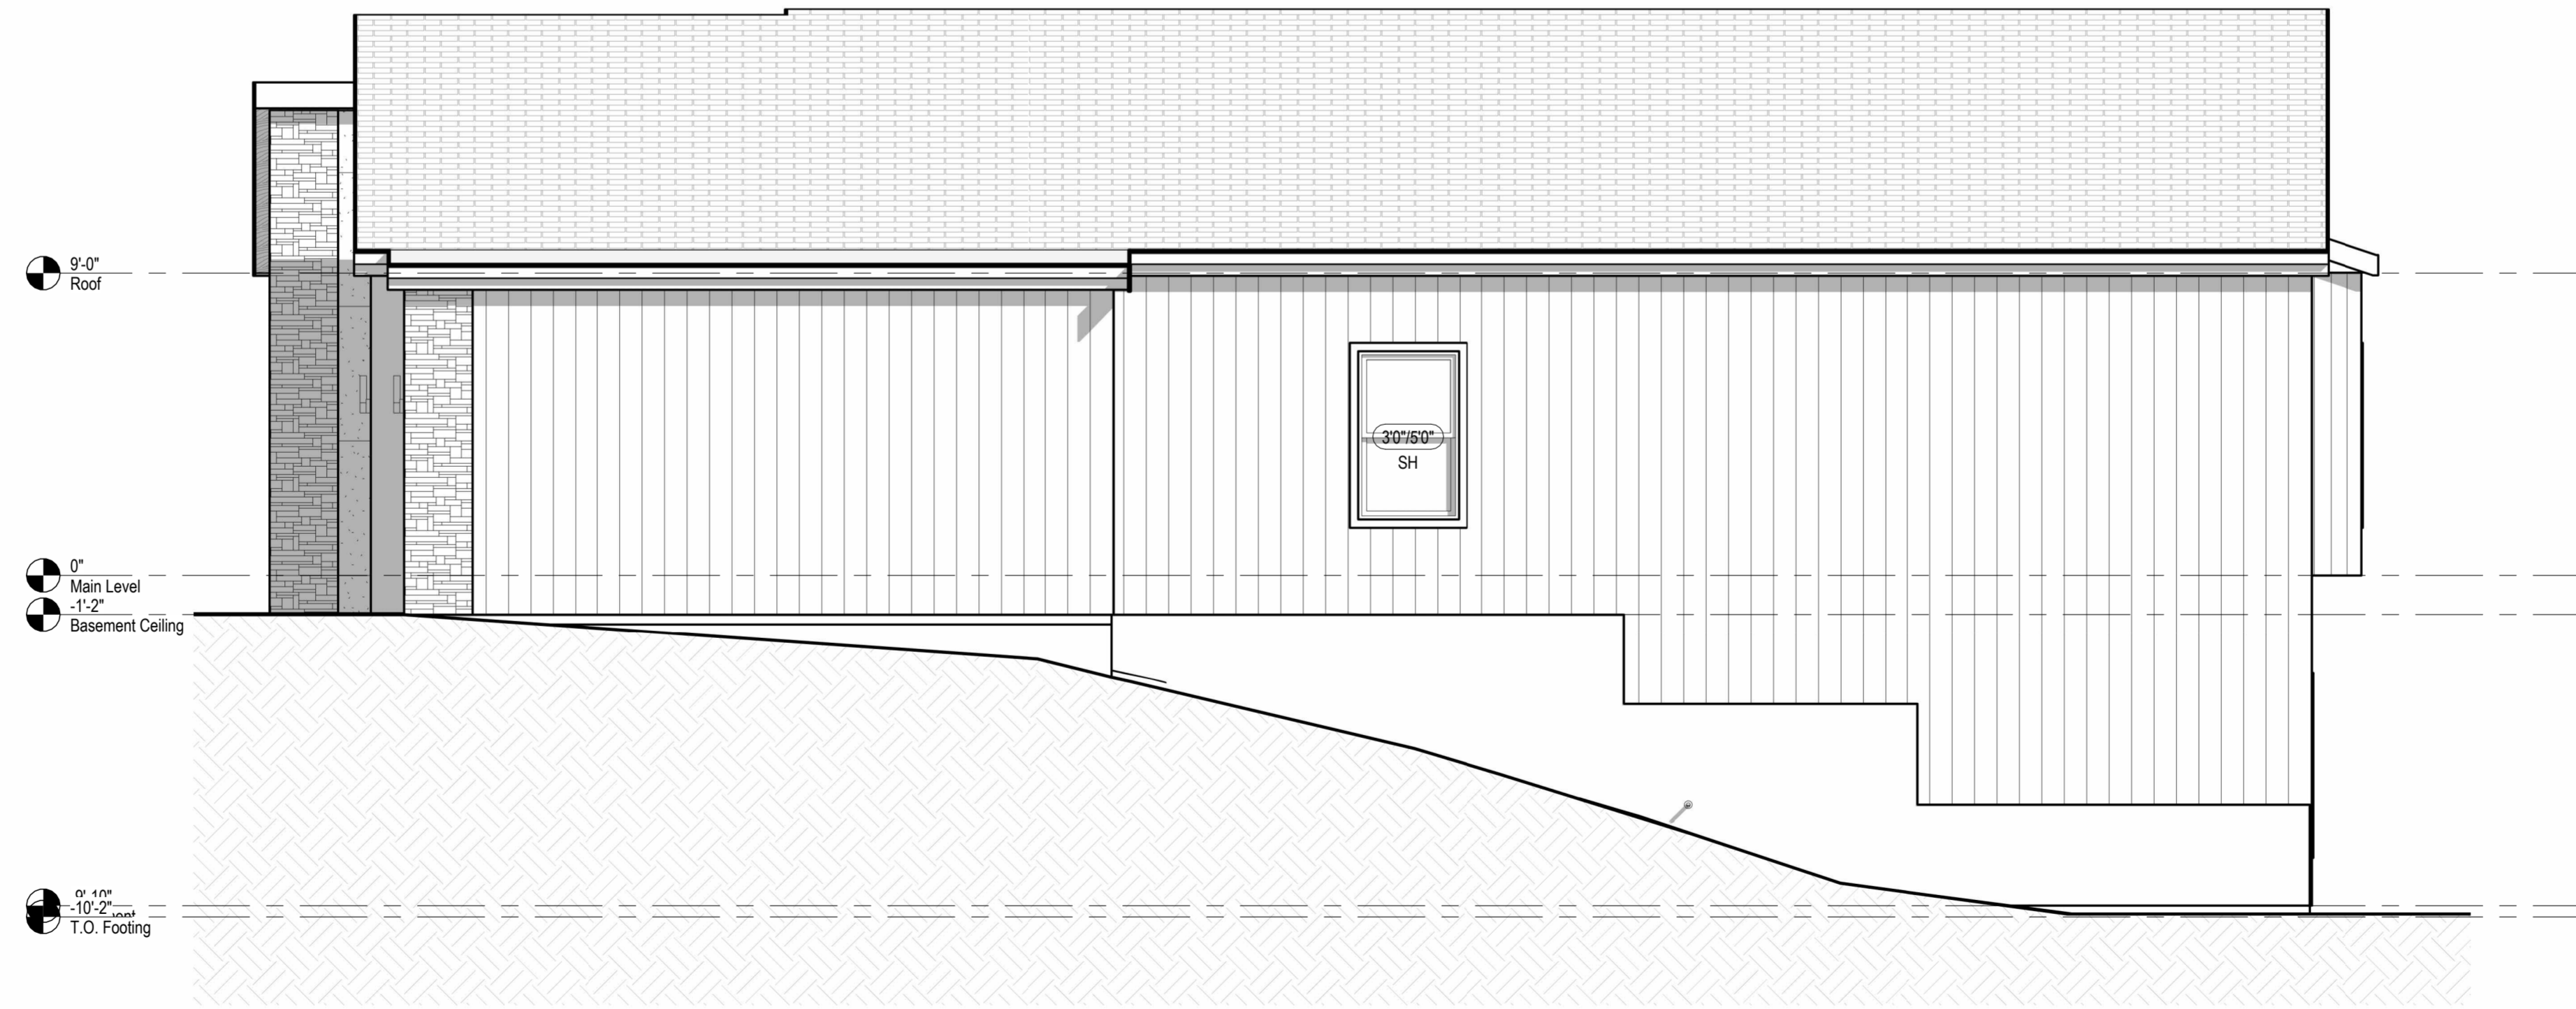 9'-0"
Roof
3'0"/5'0"
SH
0"
Main Level
-1'-2"
Basement Ceiling
-10'-2"
T.O. Footing